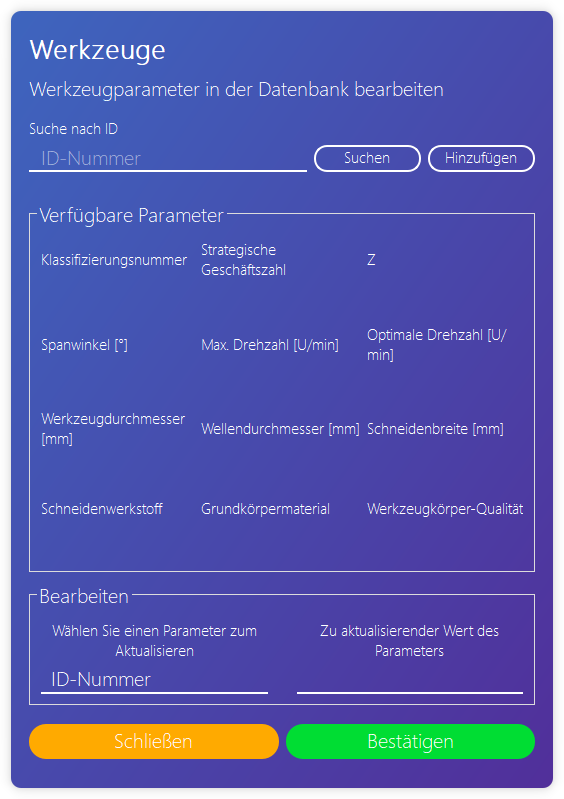 Werkzeuge
Werkzeugparameter in der Datenbank bearbeiten
Suche nach ID
ID-Nummer
Suchen
Hinzufügen
Verfügbare Parameter
Klassifizierungsnummer
Strategische
Geschäftszahl
Z
Spanwinkel [°]
Max. Drehzahl [U/min]
Optimale Drehzahl [U/
min]
Werkzeugdurchmesser
[mm]
Wellendurchmesser [mm]
Schneidenbreite [mm]
Schneidenwerkstoff
Grundkörpermaterial
Werkzeugkörper-Qualität
Bearbeiten
Wählen Sie einen Parameter zum
Aktualisieren
ID-Nummer
Zu aktualisierender Wert des
Parameters
Schließen
Bestätigen